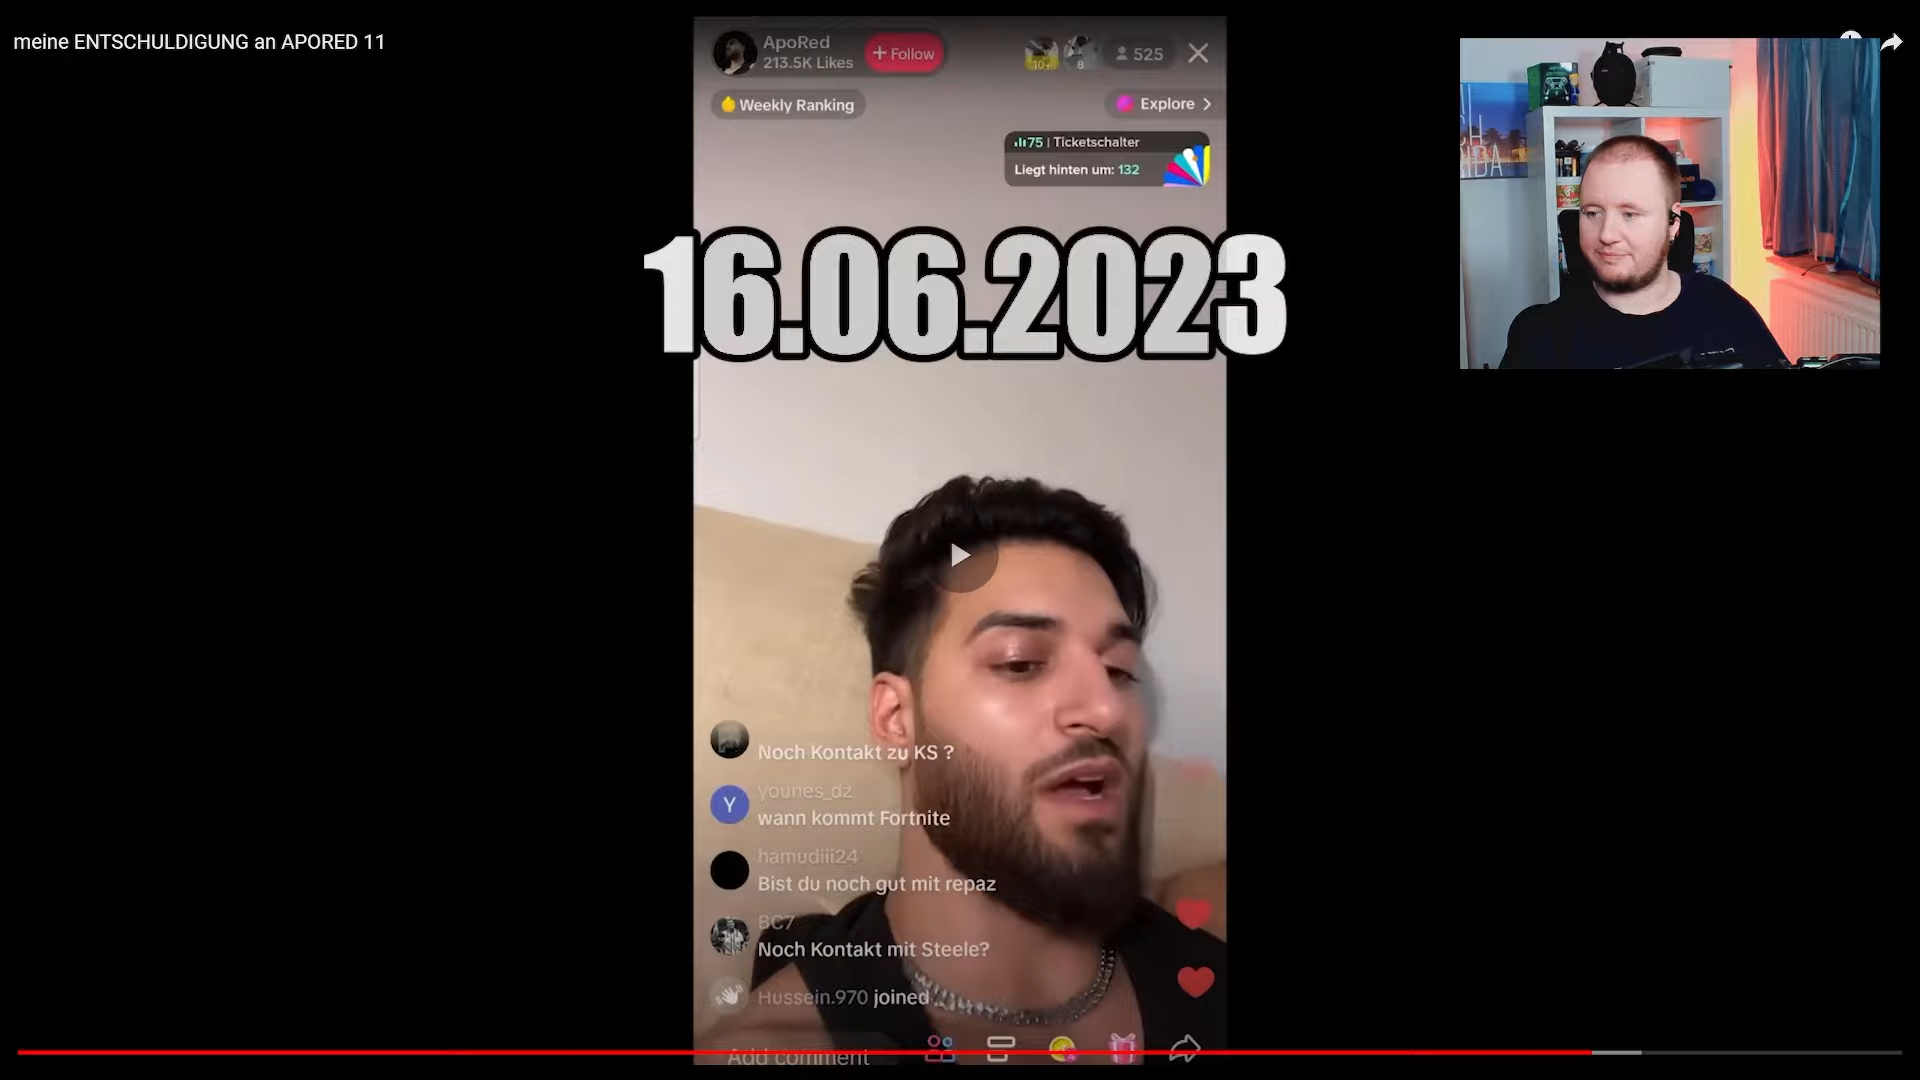 meine ENTSCHULDIGUNG an APORED 11
ApoRed
213.5K Likes
+ Follow
10+
8
525
Weekly Ranking
Explore >
75 | Ticketschalter
Liegt hinten um: 132
16.06.2023
Noch Kontakt zu KS ?
Y
younes_dz
wann kommt Fortnite
hamudiii24
Bist du noch gut mit repaz
BC7
Noch Kontakt mit Steele?
Hussein.970 joined
Add comment